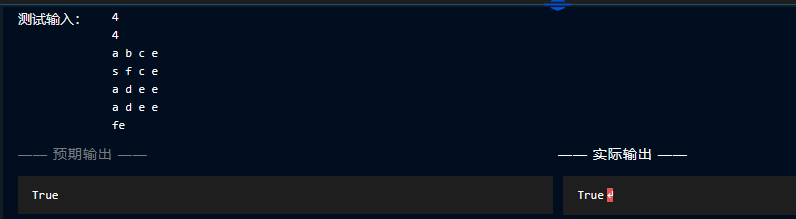 测试输入： 4
4
a b c e
s f c e
a d e e
a d e e
fe
—— 预期输出 ——
—— 实际输出 ——
True
True↵